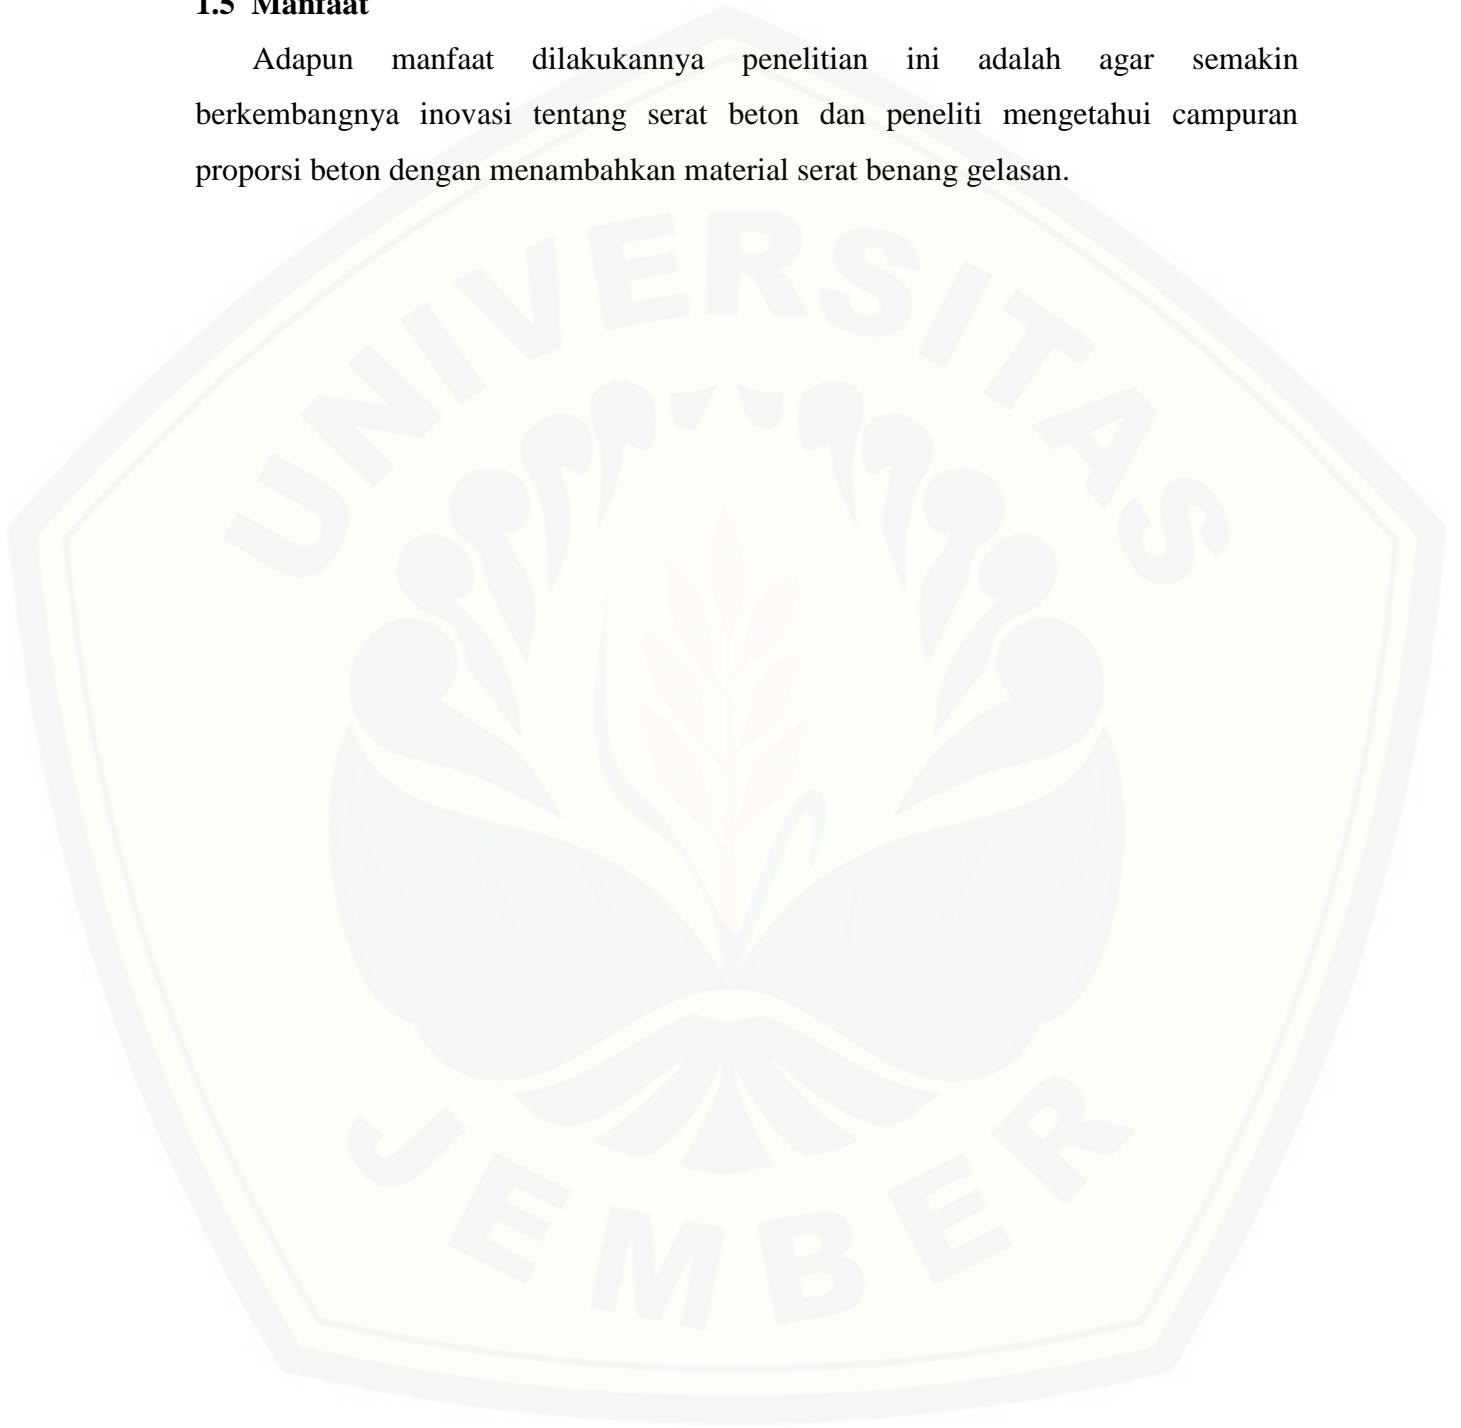 1.5 Manfaat
Adapun manfaat dilakukannya penelitian ini adalah agar semakin
berkembangnya inovasi tentang serat beton dan peneliti mengetahui campuran
proporsi beton dengan menambahkan material serat benang gelasan.
UNIVERSITAS
JEMBER